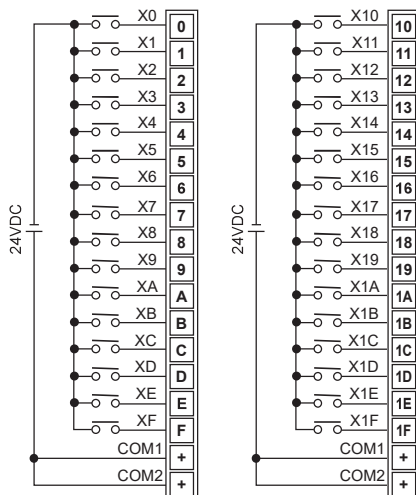 24VDC
X0 0
X1 1
X2 2
X3 3
X4 4
X5 5
X6 6
X7 7
X8 8
X9 9
XA A
XB B
XC C
XD D
XE E
XF F
COM1 +
COM2 +
24VDC
X10 10
X11 11
X12 12
X13 13
X14 14
X15 15
X16 16
X17 17
X18 18
X19 19
X1A 1A
X1B 1B
X1C 1C
X1D 1D
X1E 1E
X1F 1F
COM1 +
COM2 +